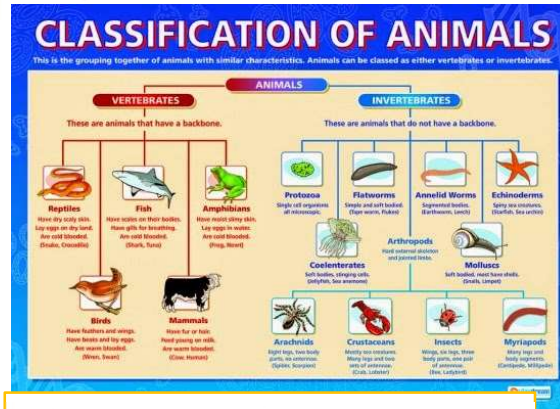 CLASSIFICATION OF ANIMALS
This is the grouping together of animals with similar characteristics. Animals can be classed as either vertebrates or invertebrates.
ANIMALS
VERTEBRATES
These are animals that have a backbone.
Reptiles
Have dry scaly skin.
Lay eggs on dry land.
Are cold blooded.
(Snake, Crocodile)
Fish
Have scales on their bodies.
Have gills for breathing.
Are cold blooded.
(Shark, Tuna)
Amphibians
Have moist slimy skin.
Lay eggs in water.
Are cold blooded.
(Frog, Newt)
Birds
Have feathers and wings.
Have beaks and lay eggs.
Are warm blooded.
(Wren, Swan)
Mammals
Have fur or hair.
Feed young on milk.
Are warm blooded.
(Cow, Human)
INVERTEBRATES
These are animals that do not have a backbone.
Protozoa
Single cell organisms
all microscopic.
Flatworms
Simple and soft bodied.
(Tape worm, Flukes)
Annelid Worms
Segmented bodies.
(Earthworm, Leech)
Echinoderms
Spiny sea creatures.
(Starfish, Sea urchin)
Coelenterates
Soft bodies, stinging cells.
(Jellyfish, Sea anemone)
Arthropods
Hard external skeleton
and jointed limbs.
Molluscs
Soft bodied, most have shells.
(Snails, Limpet)
Arachnids
Eight legs, two body
parts, no antennae.
(Spider, Scorpion)
Crustaceans
Mostly sea creatures.
Many legs and two
sets of antennae.
(Crab, Lobster)
Insects
Wings, six legs, three
body parts, one pair
of antennae.
(Bee, Ladybird)
Myriapods
Many legs and
body segments.
(Centipede, Millipede)